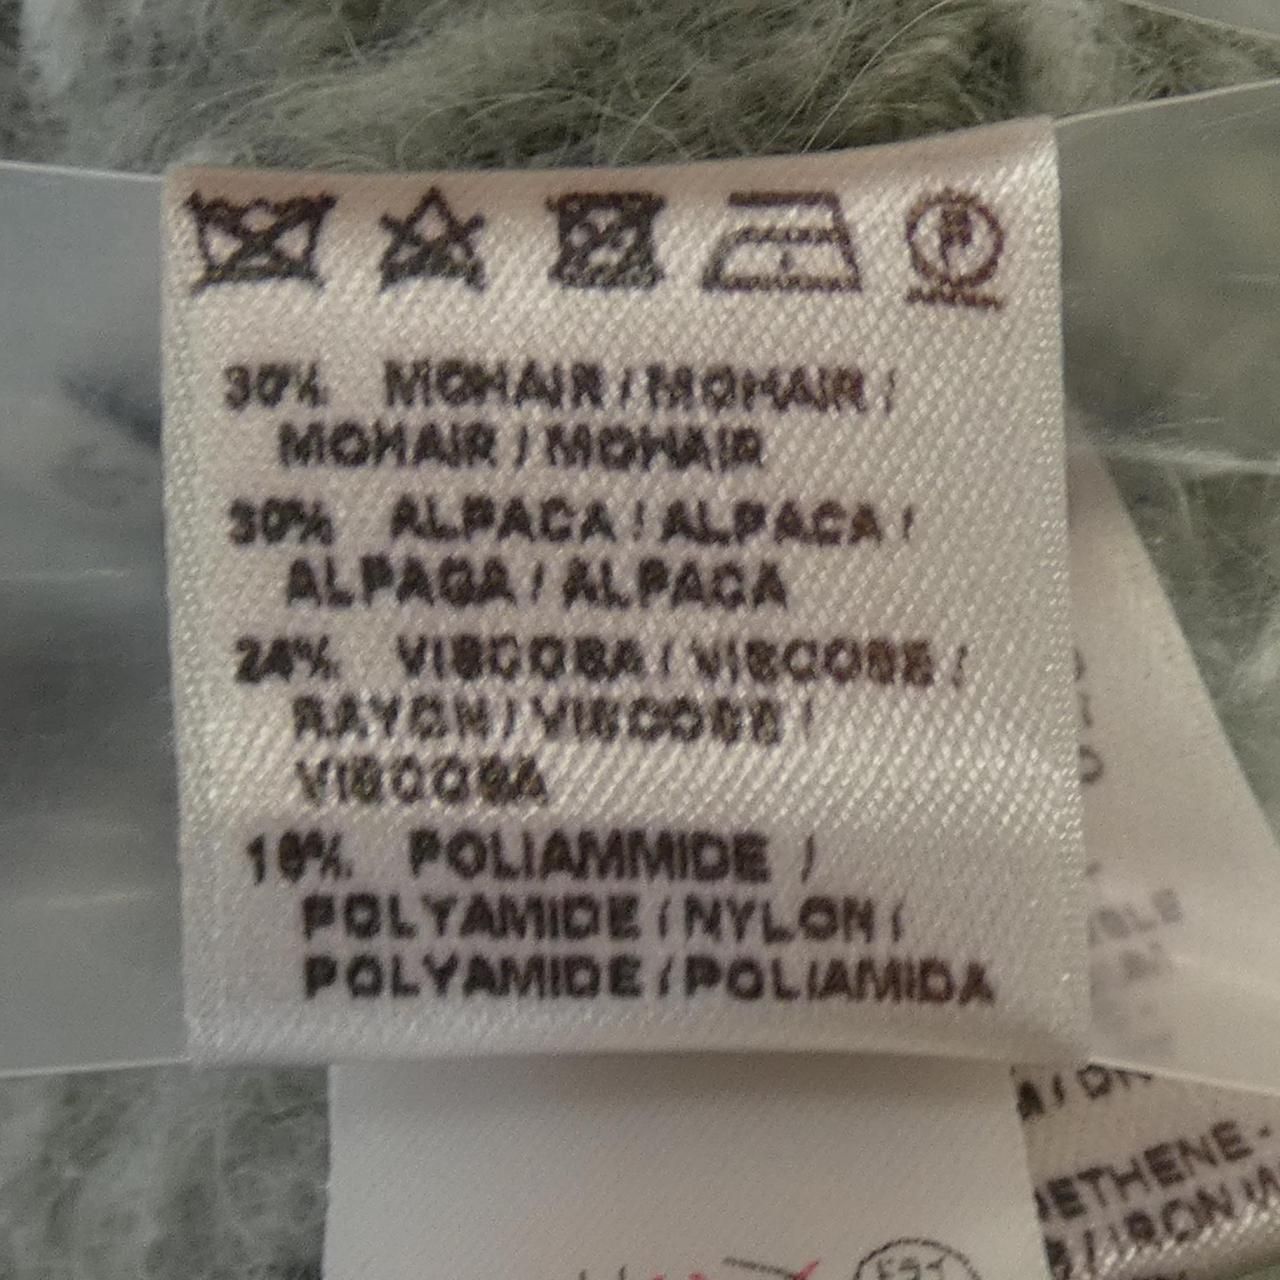 30% MOHAIR / MOHAIR /
MOHAIR / MOHAIR
30% ALPACA / ALPACA /
ALPAGA / ALPACA
24% VISCOSA / VISCOSE /
RAYON / VISCOSE /
VISCOSA
16% POLIAMMIDE /
POLYAMIDE / NYLON /
POLYAMIDE / POLIAMIDA